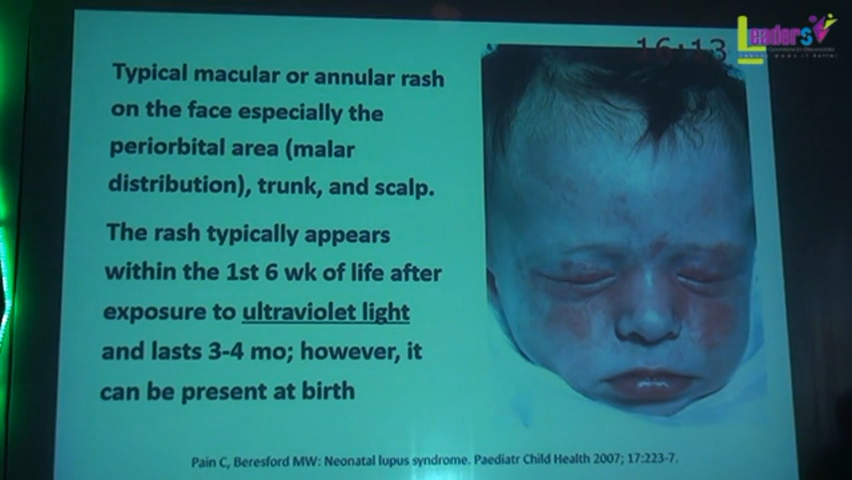 Leaders
16:13
Typical macular or annular rash
on the face especially the
periorbital area (malar
distribution), trunk, and scalp.
The rash typically appears
within the 1st 6 wk of life after
exposure to ultraviolet light
and lasts 3-4 mo; however, it
can be present at birth
Pain C, Beresford MW: Neonatal lupus syndrome. Paediatr Child Health 2007; 17:223-7.